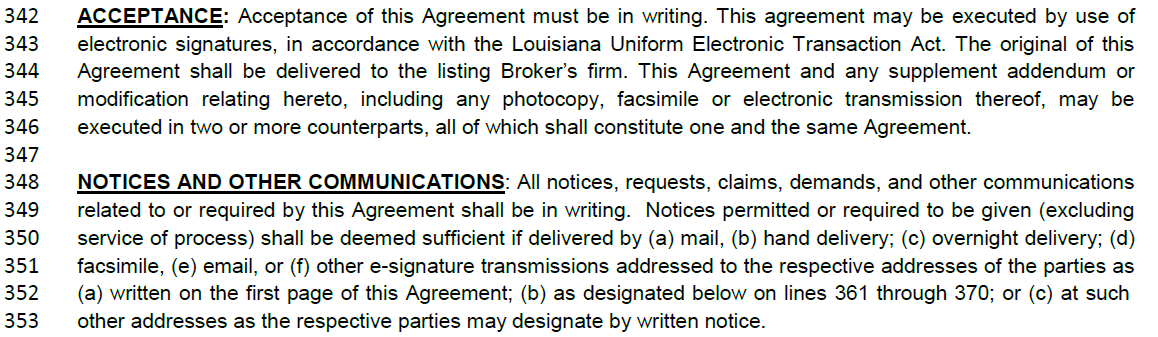 342 ACCEPTANCE: Acceptance of this Agreement must be in writing. This agreement may be executed by use of
343 electronic signatures, in accordance with the Louisiana Uniform Electronic Transaction Act. The original of this
344 Agreement shall be delivered to the listing Broker's firm. This Agreement and any supplement addendum or
345 modification relating hereto, including any photocopy, facsimile or electronic transmission thereof, may be
346 executed in two or more counterparts, all of which shall constitute one and the same Agreement.
347
348 NOTICES AND OTHER COMMUNICATIONS: All notices, requests, claims, demands, and other communications
349 related to or required by this Agreement shall be in writing.  Notices permitted or required to be given (excluding
350 service of process) shall be deemed sufficient if delivered by (a) mail, (b) hand delivery; (c) overnight delivery; (d)
351 facsimile, (e) email, or (f) other e-signature transmissions addressed to the respective addresses of the parties as
352 (a) written on the first page of this Agreement; (b) as designated below on lines 361 through 370; or (c) at such
353 other addresses as the respective parties may designate by written notice.